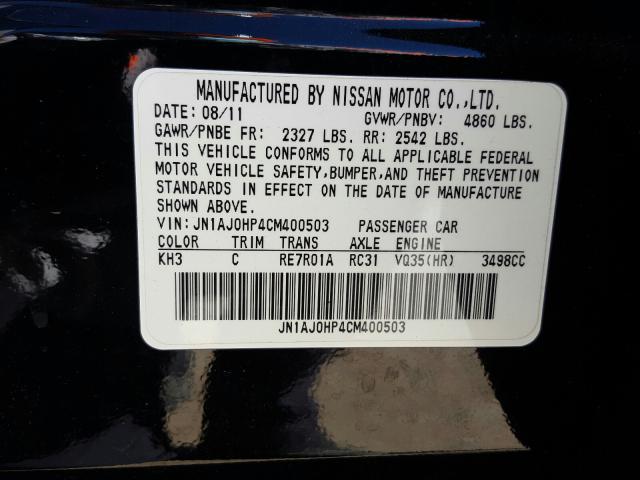 MANUFACTURED BY NISSAN MOTOR CO.,LTD.
DATE: 08/11 GVWR/PNBV: 4860 LBS.
GAWR/PNBE FR: 2327 LBS. RR: 2542 LBS.
THIS VEHICLE CONFORMS TO ALL APPLICABLE FEDERAL
MOTOR VEHICLE SAFETY,BUMPER,AND THEFT PREVENTION
STANDARDS IN EFFECT ON THE DATE OF MANUFACTURE
SHOWN ABOVE.
VIN: JN1AJ0HP4CM400503 PASSENGER CAR
COLOR TRIM TRANS AXLE ENGINE
KH3 C RE7R01A RC31 VQ35(HR) 3498CC
JN1AJ0HP4CM400503